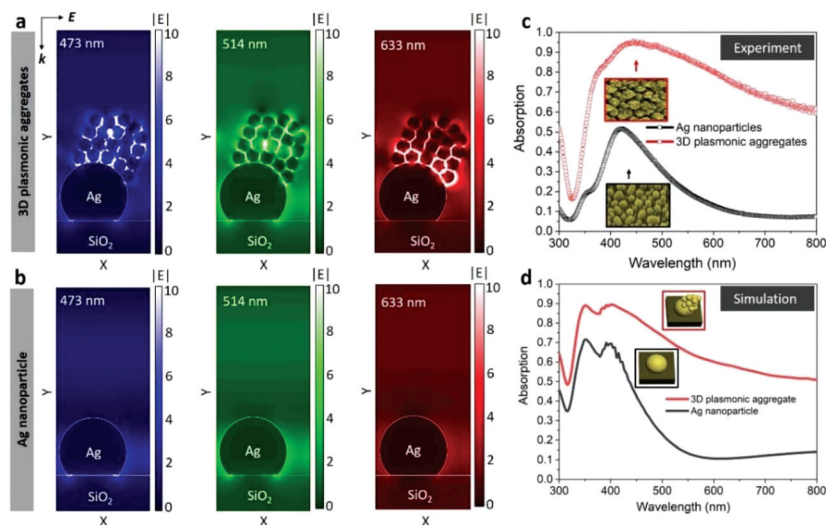 a
E
k
3D plasmonic aggregates
473 nm
514 nm
633 nm
|E|
|E|
|E|
10
8
6
4
2
0
10
8
6
4
2
0
10
8
6
4
2
0
Ag
Ag
Ag
SiO2
SiO2
SiO2
Y
Y
Y
X
X
X
b
Ag nanoparticle
473 nm
514 nm
633 nm
|E|
|E|
|E|
10
8
6
4
2
0
10
8
6
4
2
0
10
8
6
4
2
0
Ag
Ag
Ag
SiO2
SiO2
SiO2
Y
Y
Y
X
X
X
c
Experiment
Absorption
1.0
0.9
0.8
0.7
0.6
0.5
0.4
0.3
0.2
0.1
0.0
Ag nanoparticles
3D plasmonic aggregates
300 400 500 600 700 800
Wavelength (nm)
d
Simulation
Absorption
1.0
0.9
0.8
0.7
0.6
0.5
0.4
0.3
0.2
0.1
0.0
3D plasmonic aggregate
Ag nanoparticle
300 400 500 600 700 800
Wavelength (nm)